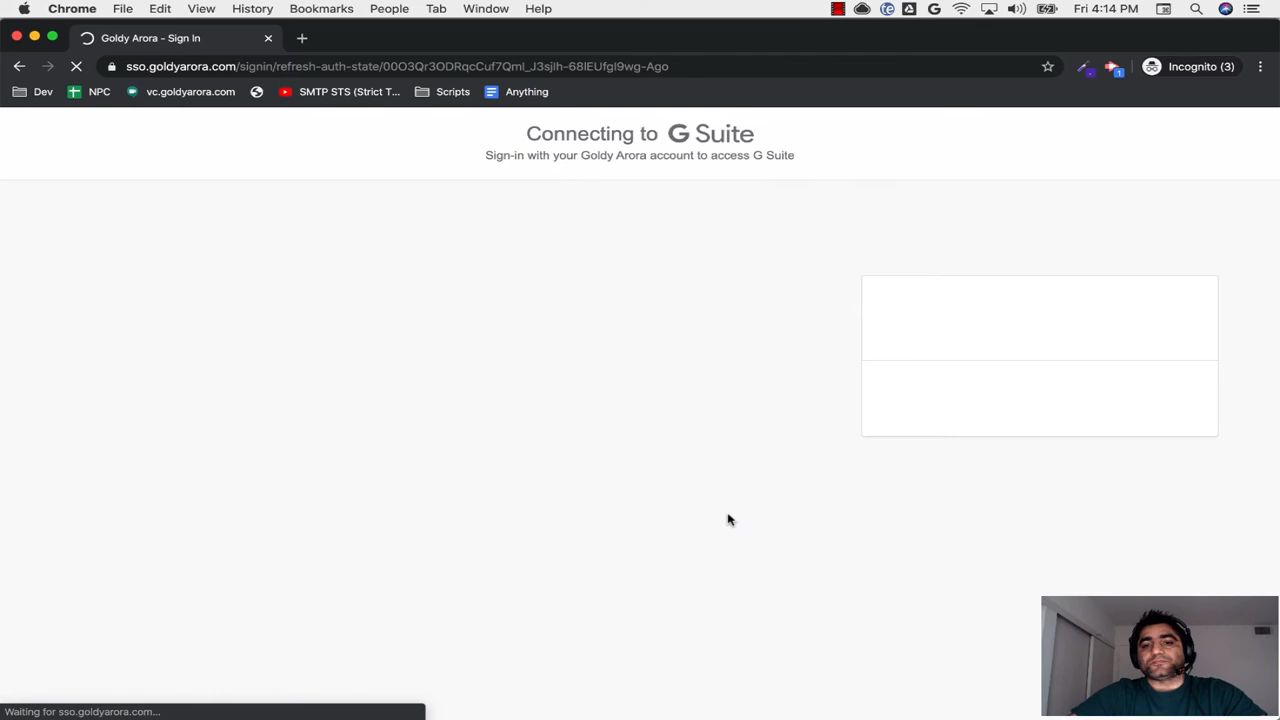 Chrome File Edit View History Bookmarks People Tab Window Help Fri 4:14 PM
Goldy Arora - Sign In
sso.goldyarora.com/signin/refresh-auth-state/00O3Qr3ODRqcCuf7Qml_J3sjlh-68IEUfgl9wg-Ago Incognito (3)
Dev NPC vc.goldyarora.com SMTP STS (Strict T... Scripts Anything
Connecting to G Suite
Sign-in with your Goldy Arora account to access G Suite
Waiting for sso.goldyarora.com...